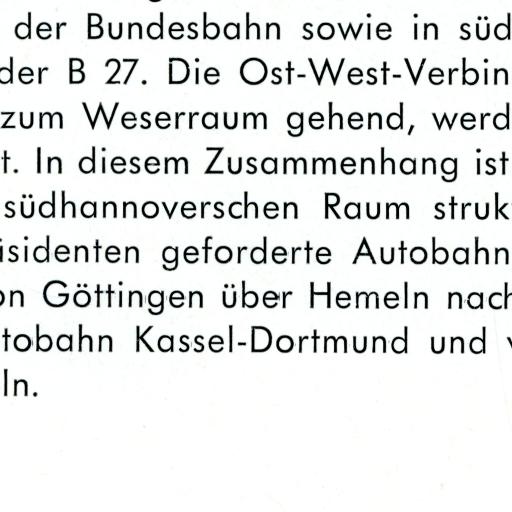 der Bundesbahn sowie in süd
der B 27. Die Ost-West-Verbin
zum Weserraum gehend, werd
t. In diesem Zusammenhang ist
südhannoverschen Raum struk
isidenten geforderte Autobahn
on Göttingen über Hemeln nach
tobahn Kassel-Dortmund und
ln.